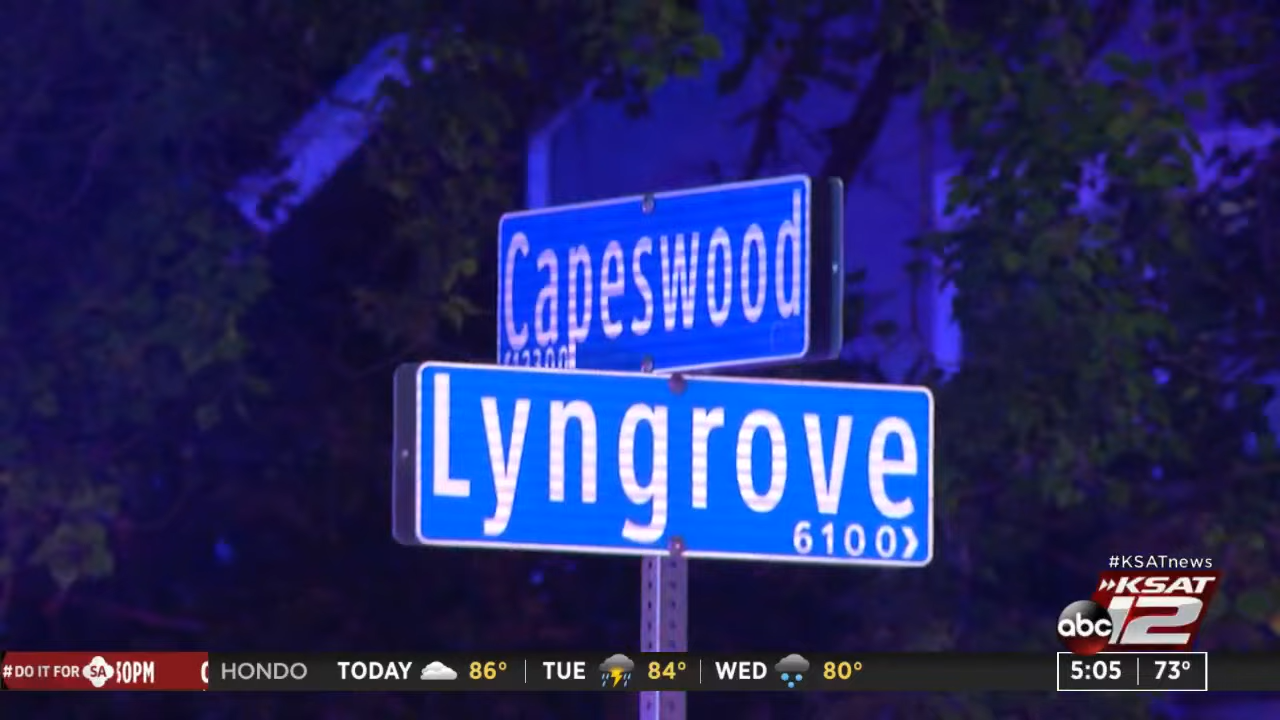 Capeswood
Lyngrove
6100
#KSATnews
KSAT
abc 12
#DO IT FOR SA
HONDO TODAY 86° TUE 84° WED 80°
5:05 73°